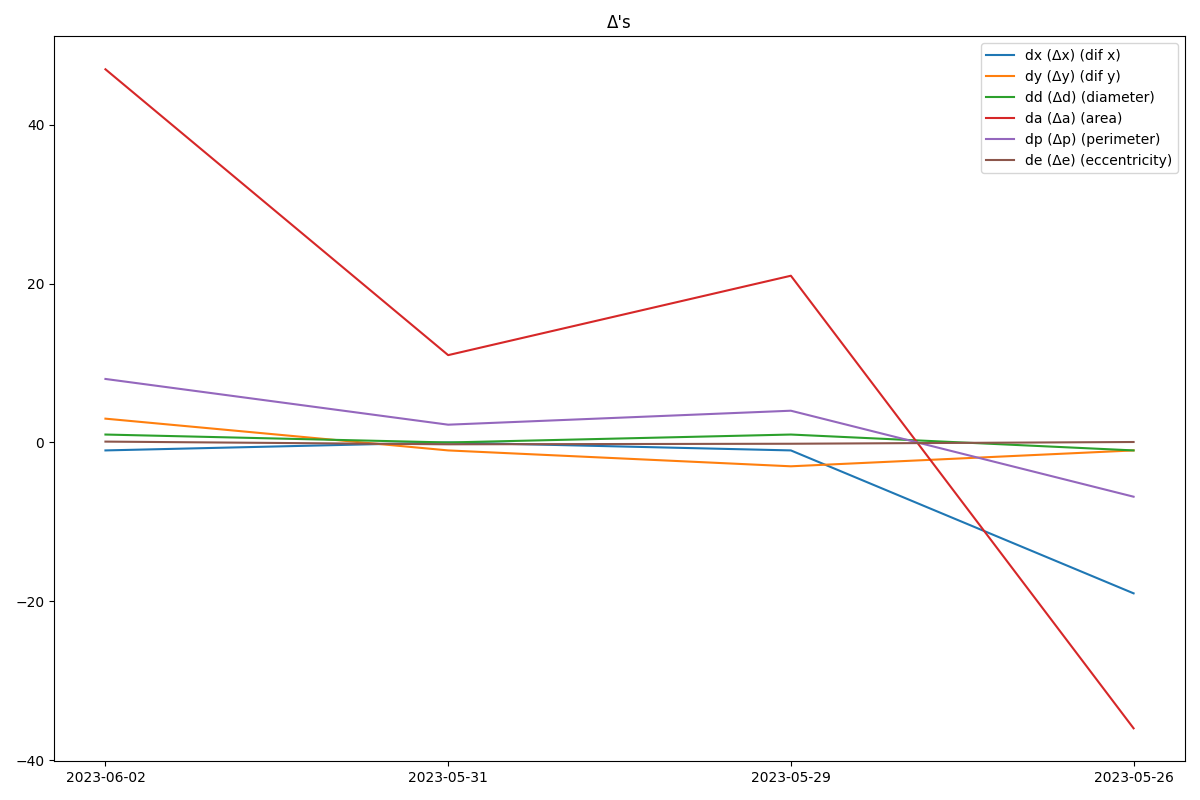 Δ's
dx (Δx) (dif x)
dy (Δy) (dif y)
dd (Δd) (diameter)
da (Δa) (area)
dp (Δp) (perimeter)
de (Δe) (eccentricity)
40
20
0
−20
−40
2023-06-02
2023-05-31
2023-05-29
2023-05-26